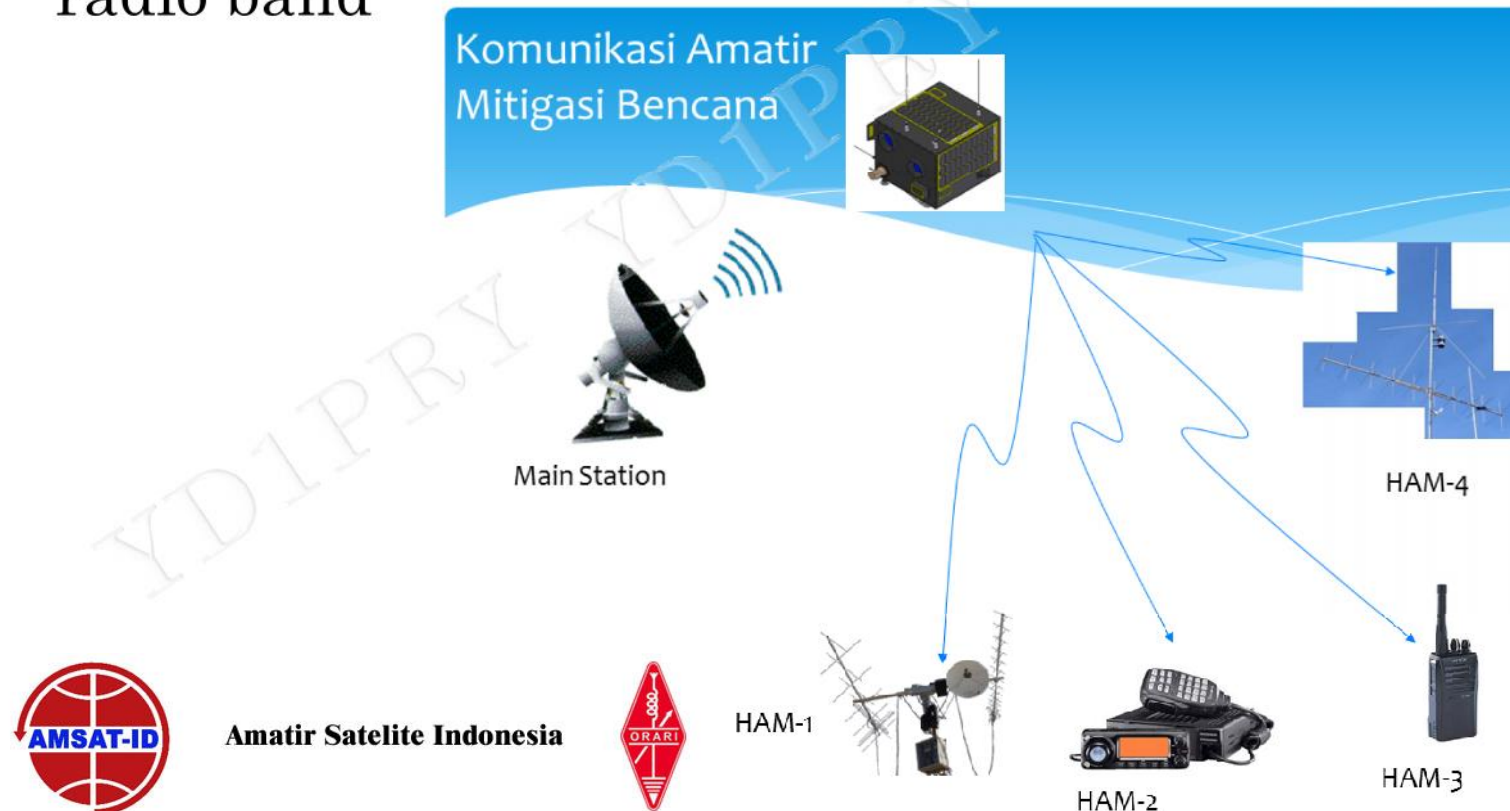 radio band
Komunikasi Amatir
Mitigasi Bencana
YD1PRY YD1PRY
Main Station
HAM-4
AMSAT-ID
Amatir Satelite Indonesia
ORARI
HAM-1
HAM-2
HAM-3